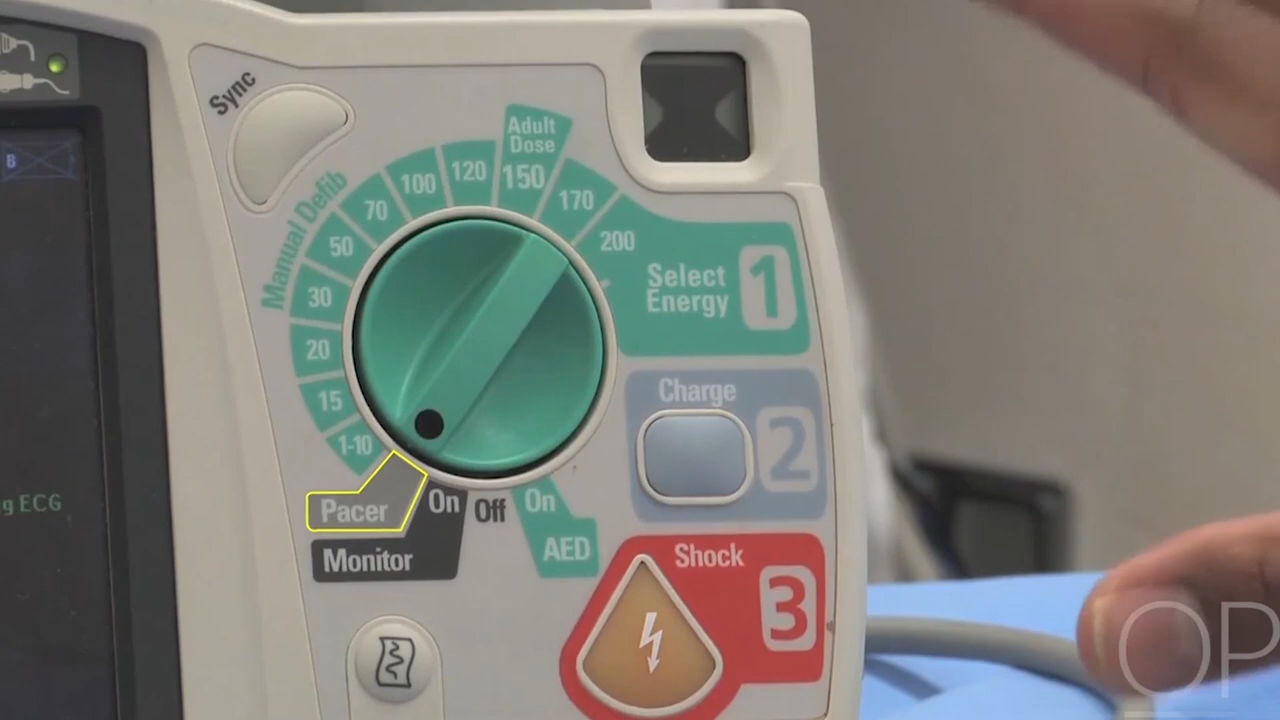 Sync
B
Manual Defib
1-10
15
20
30
50
70
100
120
Adult
Dose
150
170
200
Select
Energy
1
Charge
2
Pacer
On
Off
On
Monitor
AED
Shock
3
g ECG
OP